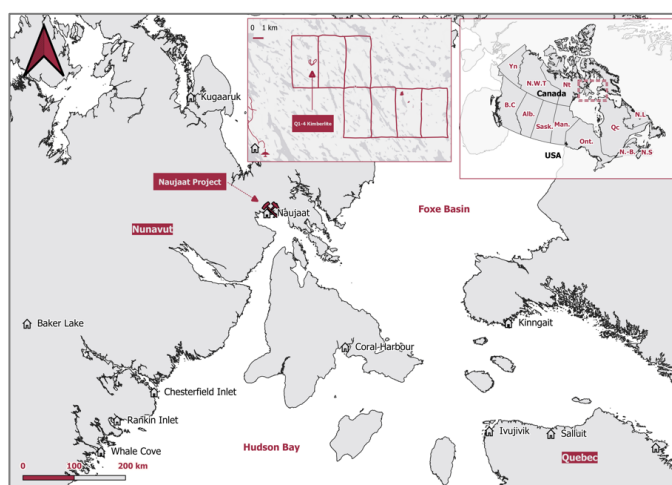 0 1 km
Q1-4 Kimberlite
Yn
N.W.T
Nt
Canada
B.C
Alb.
Sask.
Man.
Ont.
Qc
N.L
N.-B.
N.S
USA
Kugaaruk
Naujaat Project
Naujaat
Foxe Basin
Nunavut
Baker Lake
Kinngait
Coral Harbour
Chesterfield Inlet
Rankin Inlet
Whale Cove
Hudson Bay
Ivujivik
Salluit
Quebec
0 100 200 km